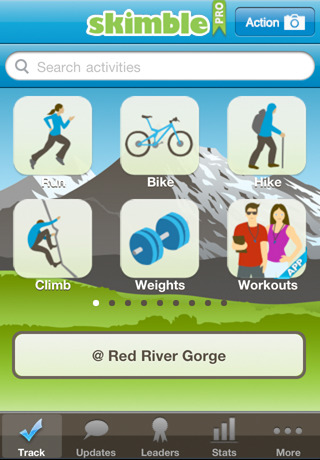 skimble PRO
Action
Search activities
Run Bike Hike
Climb Weights Workouts
APP
@ Red River Gorge
Track Updates Leaders Stats More